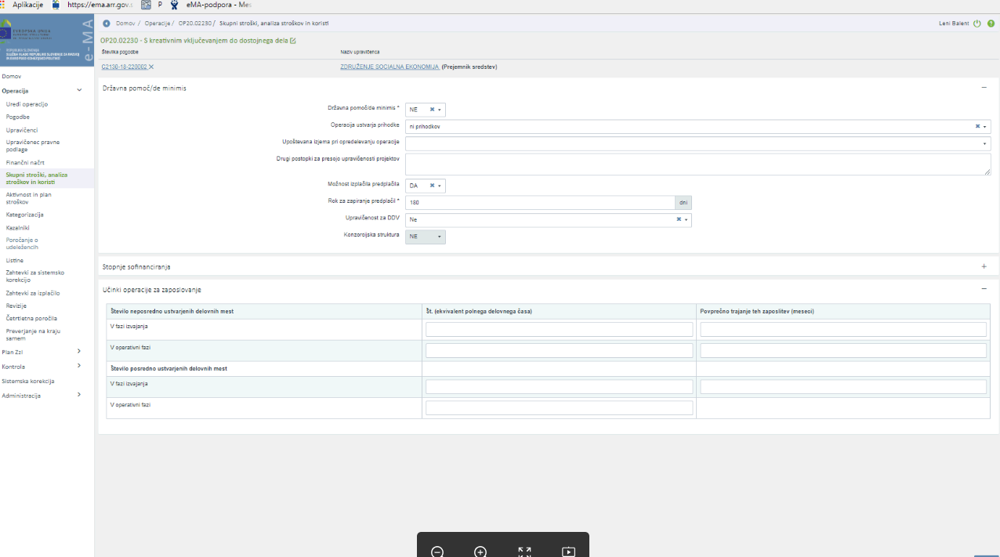 Aplikacije https://ema.arr.gov.s P eMA-podpora - Mes
EVROPSKA UNIJA
REPUBLIKA SLOVENIJA
SLUŽBA VLADE REPUBLIKE SLOVENIJE ZA RAZVOJ
IN EVROPSKO KOHEZIJSKO POLITIKO
e-MA
Domov / Operacije / OP20.02230 / Skupni stroški, analiza stroškov in koristi
Leni Balent
OP20.02230 - S kreativnim vključevanjem do dostojnega dela
Številka pogodbe Naziv upravičenca
C2130-18-220002 ZDRUŽENJE SOCIALNA EKONOMIJA (Prejemnik sredstev)
Domov
Operacija
Uredi operacijo
Pogodbe
Upravičenci
Upravičenec pravne
podlage
Finančni načrt
Skupni stroški, analiza
stroškov in koristi
Aktivnost in plan
stroškov
Kategorizacija
Kazalniki
Poročanje o
udeležencih
Listine
Zahtevki za sistemsko
korekcijo
Zahtevki za izplačilo
Revizije
Četrtletna poročila
Preverjanje na kraju
samem
Plan ZzI
Kontrola
Sistemska korekcija
Administracija
Državna pomoč/de minimis
Državna pomoč/de minimis * NE
Operacija ustvarja prihodke ni prihodkov
Upoštevana izjema pri opredelevanju operacije
Drugi postopki za presojo upravičenosti projektov
Možnost izplačila predplačila DA
Rok za zapiranje predplačil * 180 dni
Upravičenost za DDV Ne
Konzorcijska struktura NE
Stopnje sofinanciranja
Učinki operacije za zaposlovanje
Število neposredno ustvarjenih delovnih mest Št. (ekvivalent polnega delovnega časa) Povprečno trajanje teh zaposlitev (meseci)
V fazi izvajanja
V operativni fazi
Število posredno ustvarjenih delovnih mest
V fazi izvajanja
V operativni fazi